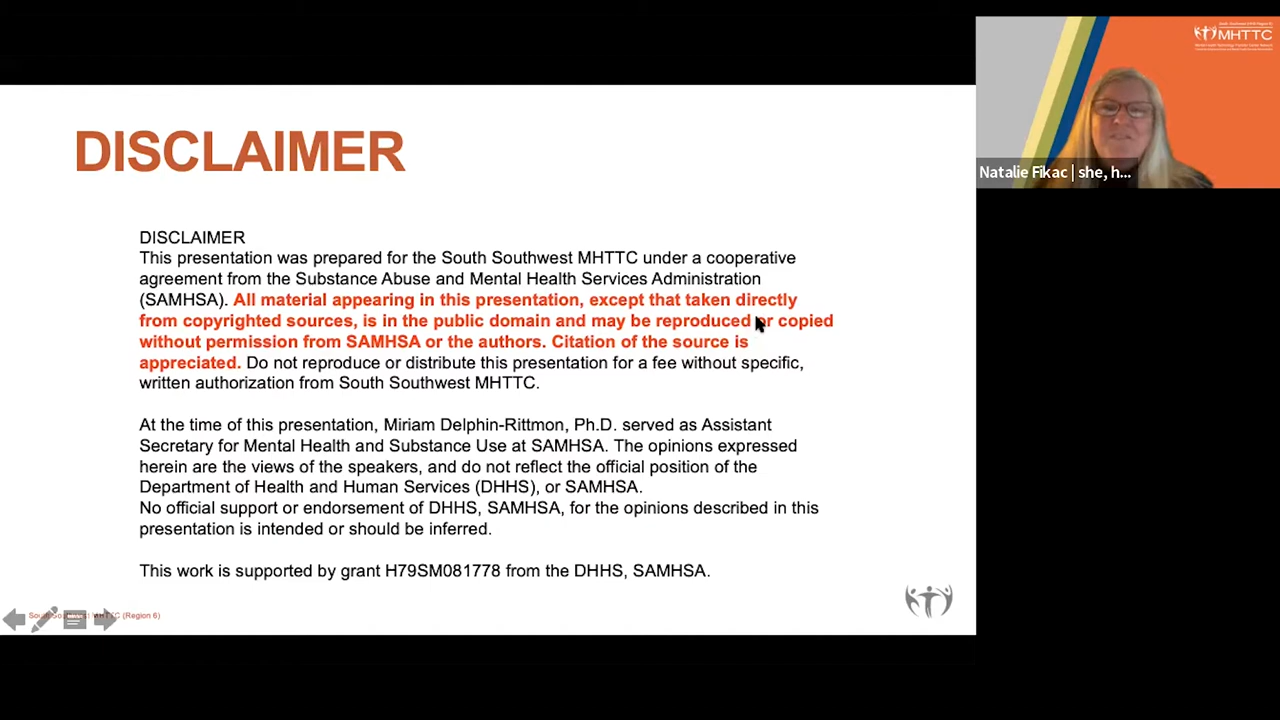 DISCLAIMER
DISCLAIMER
This presentation was prepared for the South Southwest MHTTC under a cooperative
agreement from the Substance Abuse and Mental Health Services Administration
(SAMHSA). All material appearing in this presentation, except that taken directly
from copyrighted sources, is in the public domain and may be reproduced or copied
without permission from SAMHSA or the authors. Citation of the source is
appreciated. Do not reproduce or distribute this presentation for a fee without specific,
written authorization from South Southwest MHTTC.
At the time of this presentation, Miriam Delphin-Rittmon, Ph.D. served as Assistant
Secretary for Mental Health and Substance Use at SAMHSA. The opinions expressed
herein are the views of the speakers, and do not reflect the official position of the
Department of Health and Human Services (DHHS), or SAMHSA.
No official support or endorsement of DHHS, SAMHSA, for the opinions described in this
presentation is intended or should be inferred.
This work is supported by grant H79SM081778 from the DHHS, SAMHSA.
South Southwest MHTTC (Region 6)
MHTTC
Natalie Fikac | she, h...